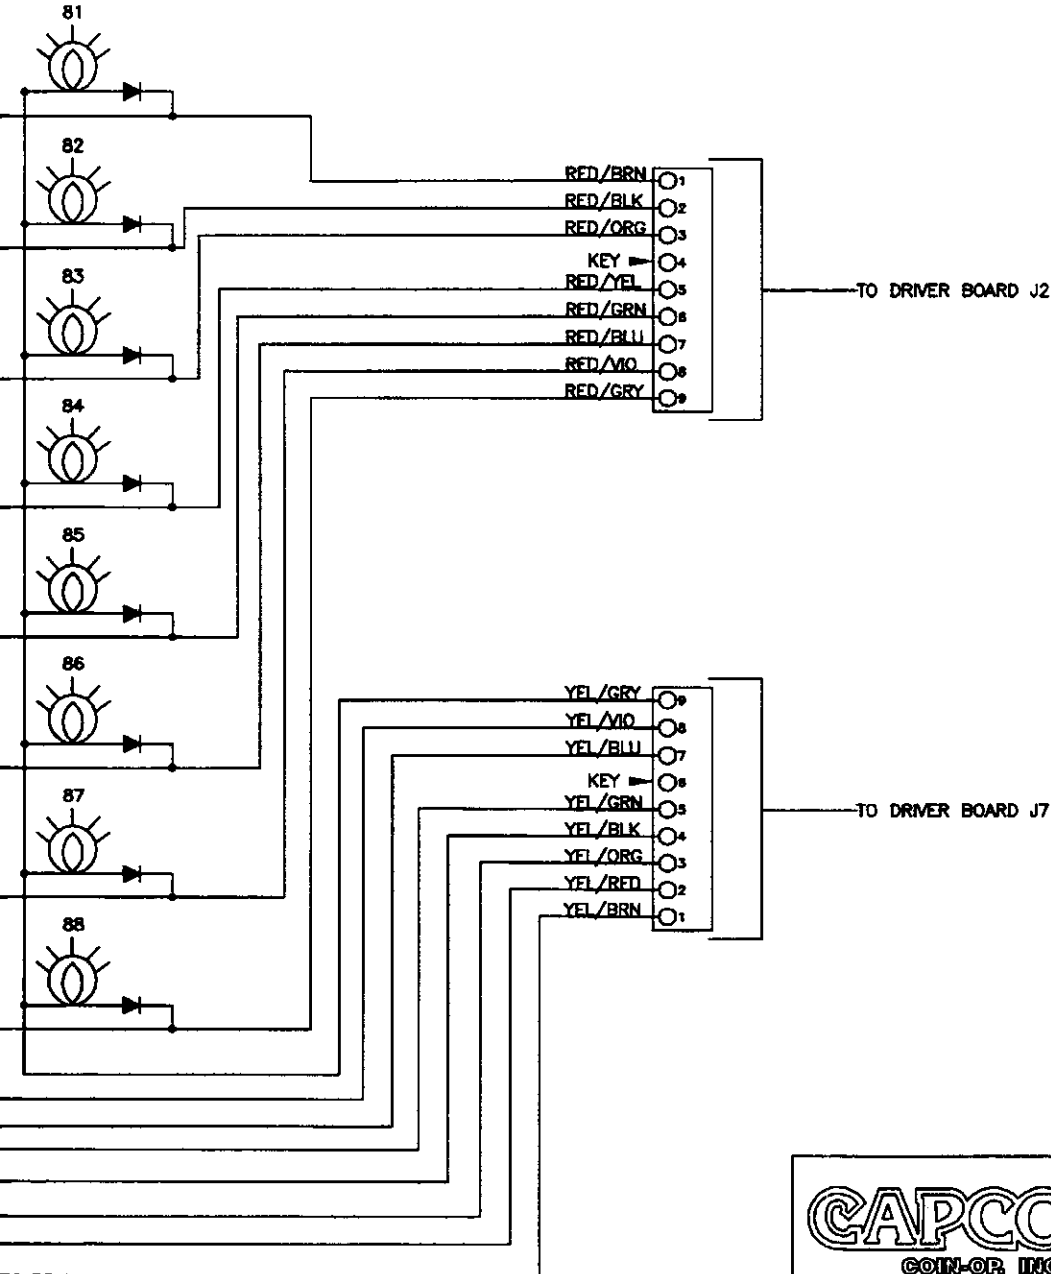 81
82
83
84
85
86
87
88
RED/BRN 1
RED/BLK 2
RED/ORG 3
KEY 4
RED/YEL 5
RED/GRN 6
RED/BLU 7
RED/VIO 8
RED/GRY 9
TO DRIVER BOARD J2
YEL/GRY 9
YEL/VIO 8
YEL/BLU 7
KEY 6
YEL/GRN 5
YEL/BLK 4
YEL/ORG 3
YEL/RED 2
YEL/BRN 1
TO DRIVER BOARD J7
CAPCO
COIN-OP. INC